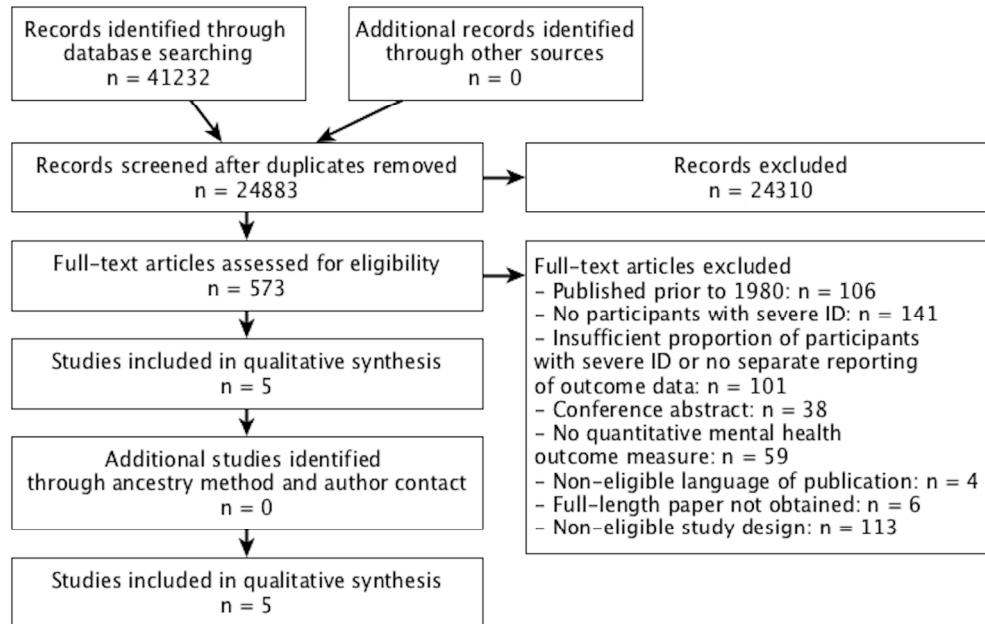 Records identified through
database searching
n = 41232
Additional records identified
through other sources
n = 0
Records screened after duplicates removed
n = 24883
Records excluded
n = 24310
Full-text articles assessed for eligibility
n = 573
Full-text articles excluded
– Published prior to 1980: n = 106
– No participants with severe ID: n = 141
– Insufficient proportion of participants
with severe ID or no separate reporting
of outcome data: n = 101
– Conference abstract: n = 38
– No quantitative mental health
outcome measure: n = 59
– Non-eligible language of publication: n = 4
– Full-length paper not obtained: n = 6
– Non-eligible study design: n = 113
Studies included in qualitative synthesis
n = 5
Additional studies identified
through ancestry method and author contact
n = 0
Studies included in qualitative synthesis
n = 5